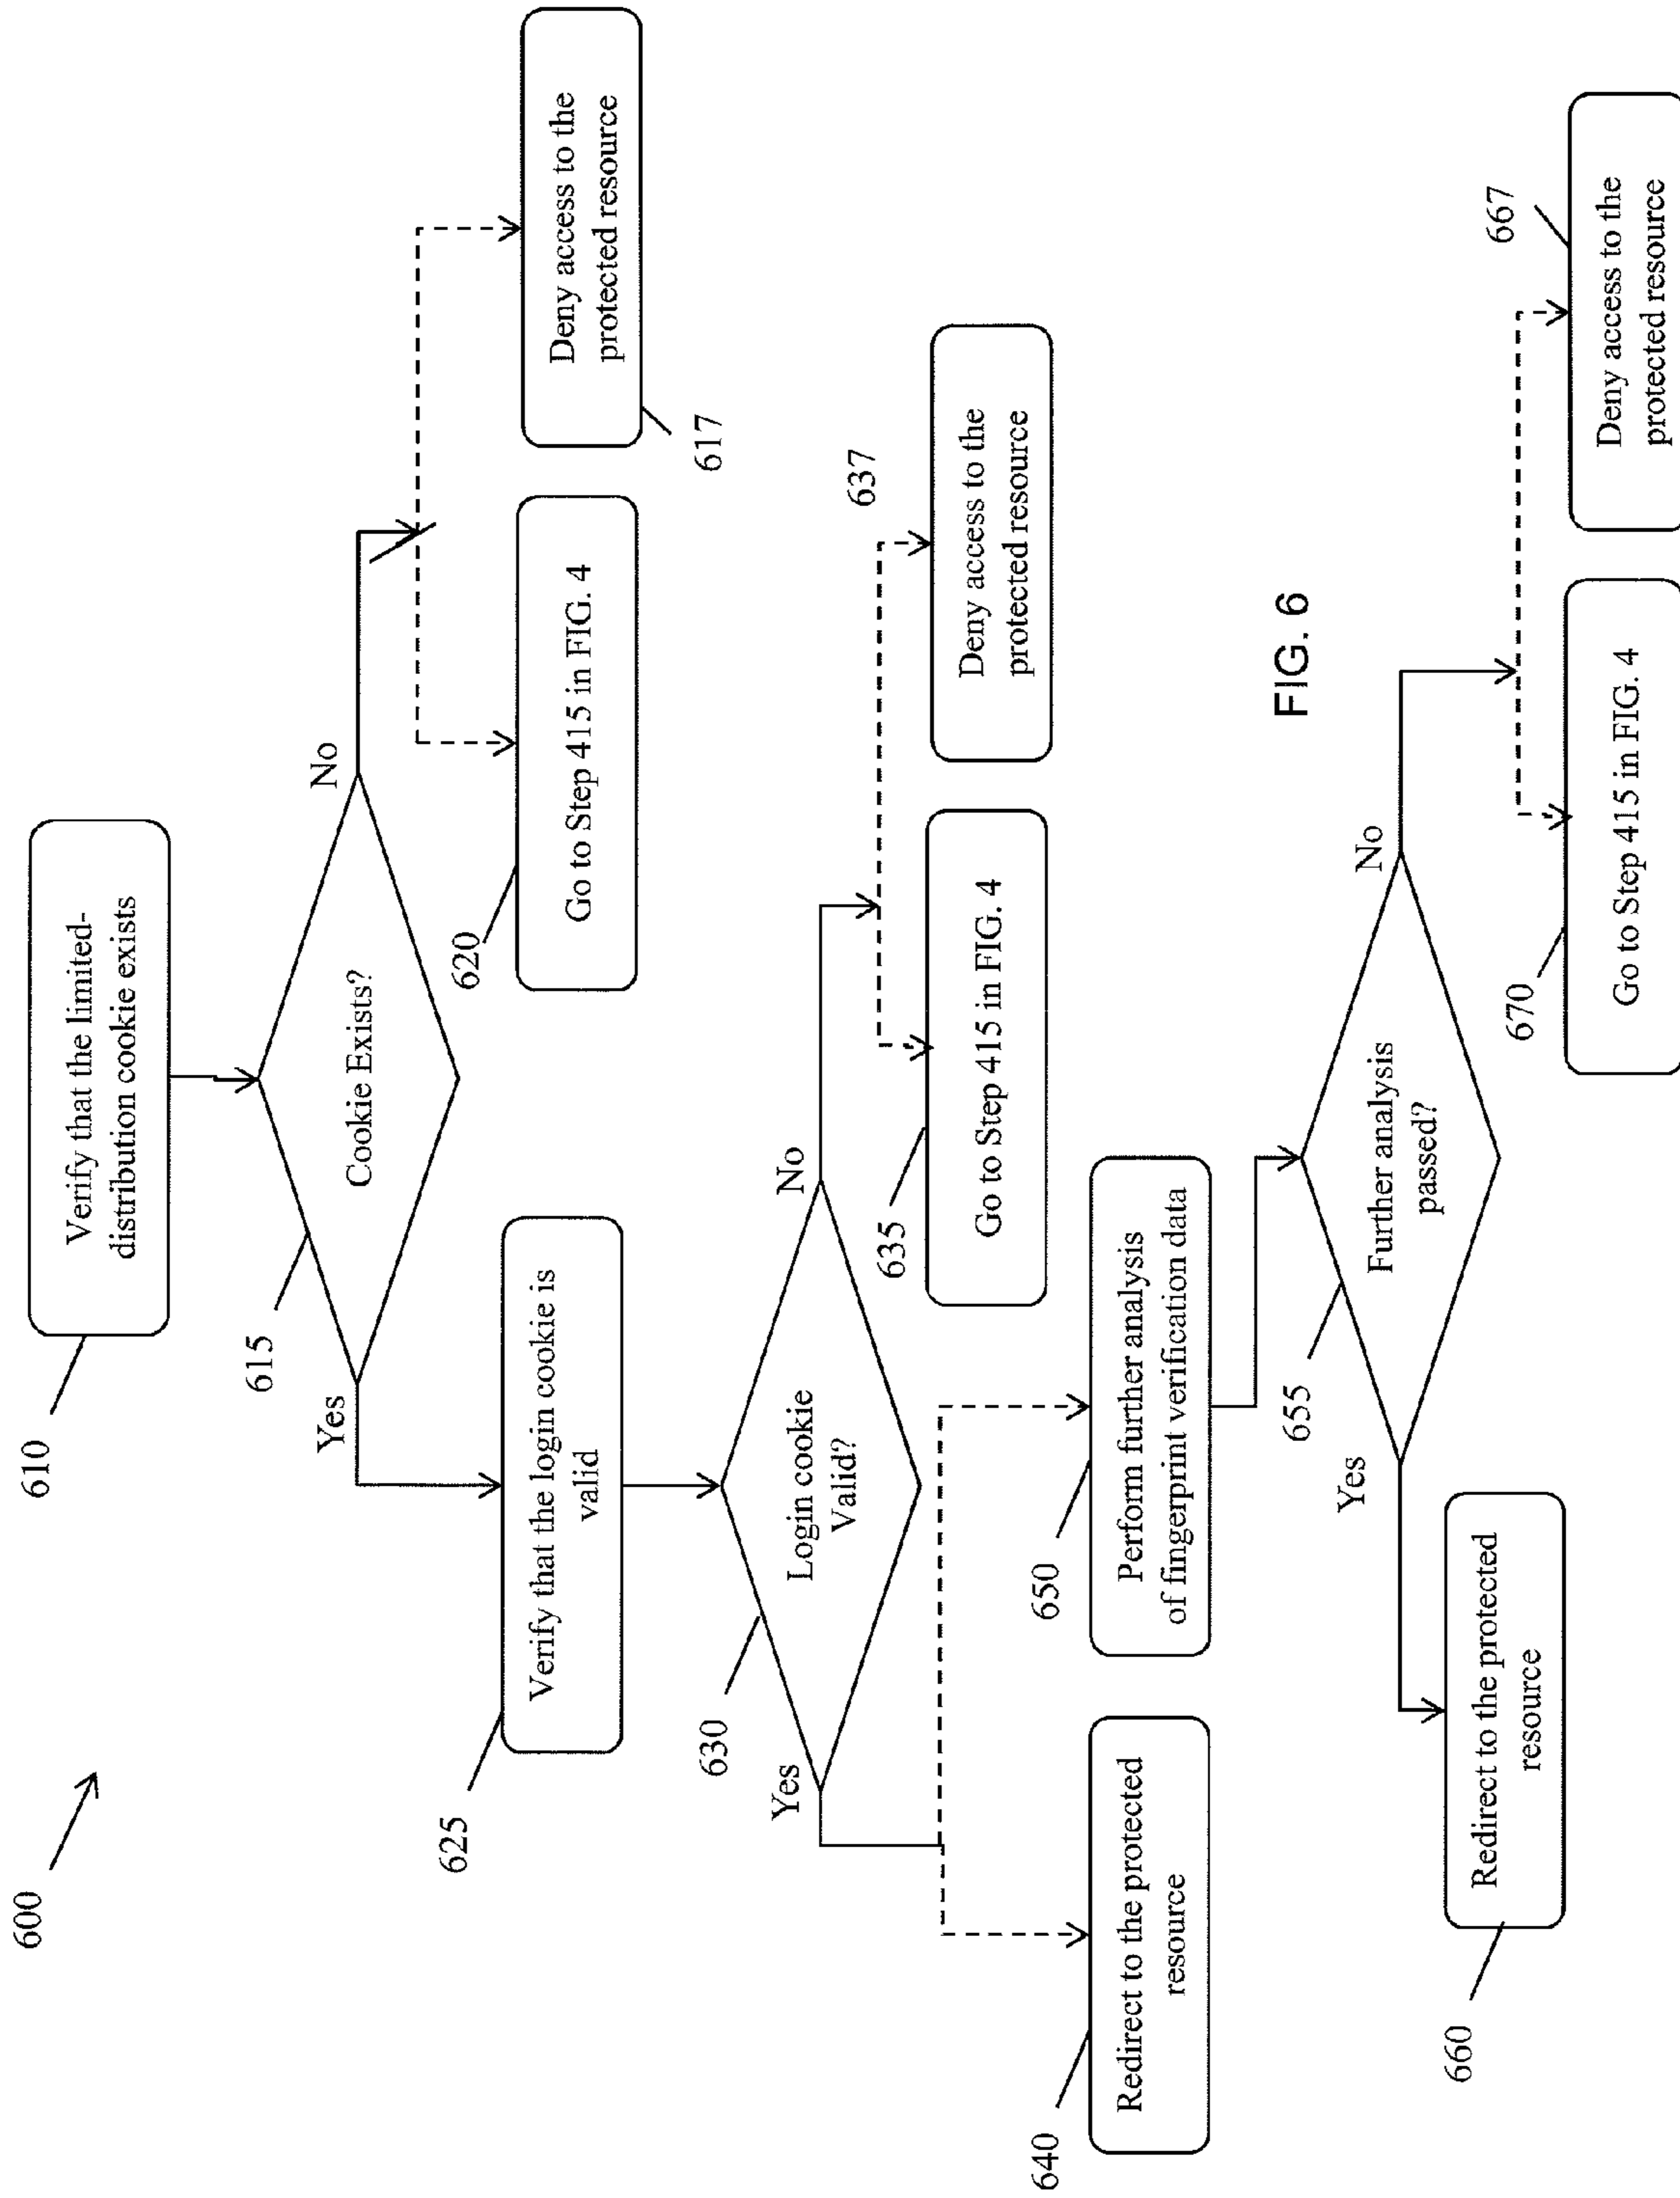 600
610
Verify that the limited-
distribution cookie exists
615
Cookie Exists?
Yes
No
620
Go to Step 415 in FIG. 4
Deny access to the
protected resource
617
625
Verify that the login cookie is
valid
630
Login cookie
Valid?
Yes
No
635
Go to Step 415 in FIG. 4
637
Deny access to the
protected resource
640
Redirect to the protected
resource
650
Perform further analysis
of fingerprint verification data
655
Further analysis
passed?
Yes
No
660
Redirect to the protected
resource
670
Go to Step 415 in FIG. 4
667
Deny access to the
protected resource
FIG. 6